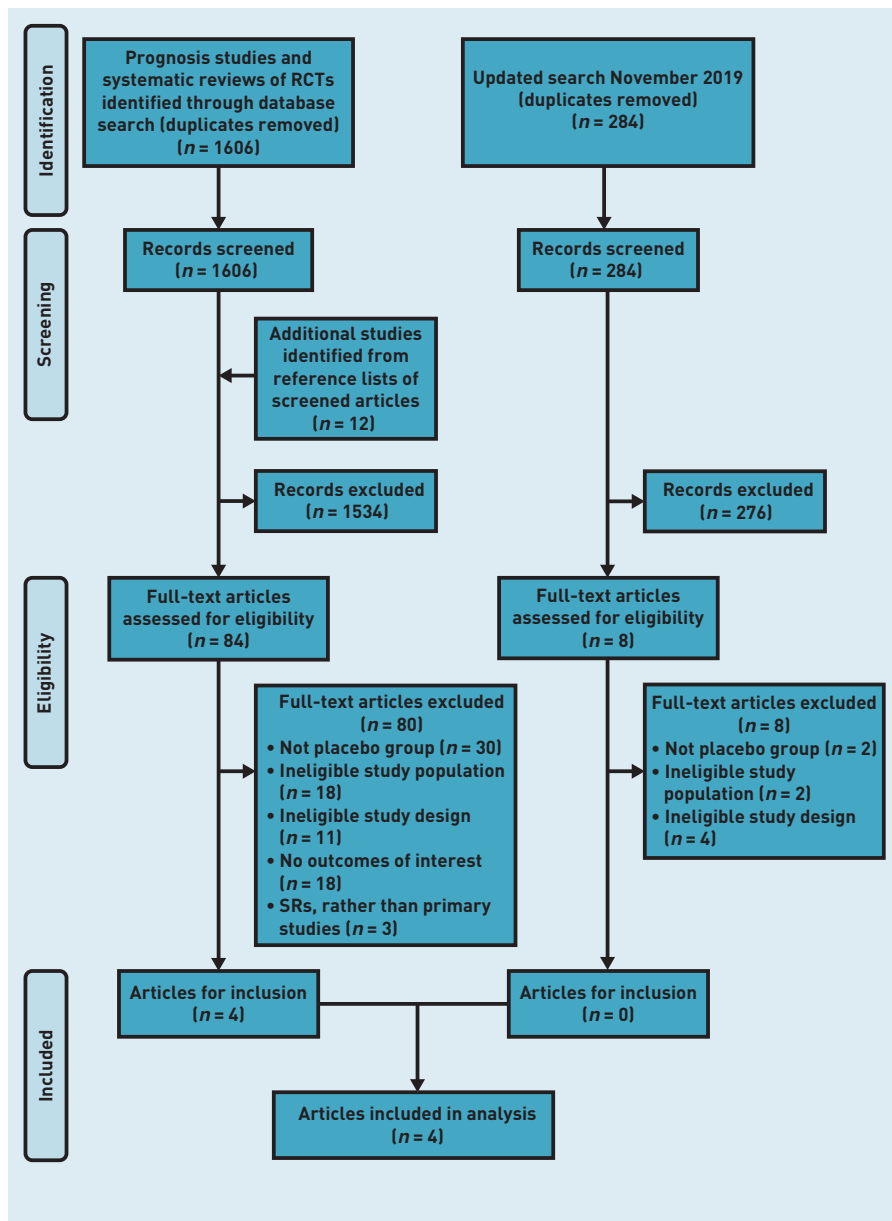 Identification
Prognosis studies and
systematic reviews of RCTs
identified through database
search (duplicates removed)
(n = 1606)
Updated search November 2019
(duplicates removed)
(n = 284)
Screening
Records screened
(n = 1606)
Records screened
(n = 284)
Additional studies
identified from
reference lists of
screened articles
(n = 12)
Records excluded
(n = 1534)
Records excluded
(n = 276)
Eligibility
Full-text articles
assessed for eligibility
(n = 84)
Full-text articles
assessed for eligibility
(n = 8)
Full-text articles excluded
(n = 80)
• Not placebo group (n = 30)
• Ineligible study population
(n = 18)
• Ineligible study design
(n = 11)
• No outcomes of interest
(n = 18)
• SRs, rather than primary
studies (n = 3)
Full-text articles excluded
(n = 8)
• Not placebo group (n = 2)
• Ineligible study
population (n = 2)
• Ineligible study design
(n = 4)
Included
Articles for inclusion
(n = 4)
Articles for inclusion
(n = 0)
Articles included in analysis
(n = 4)